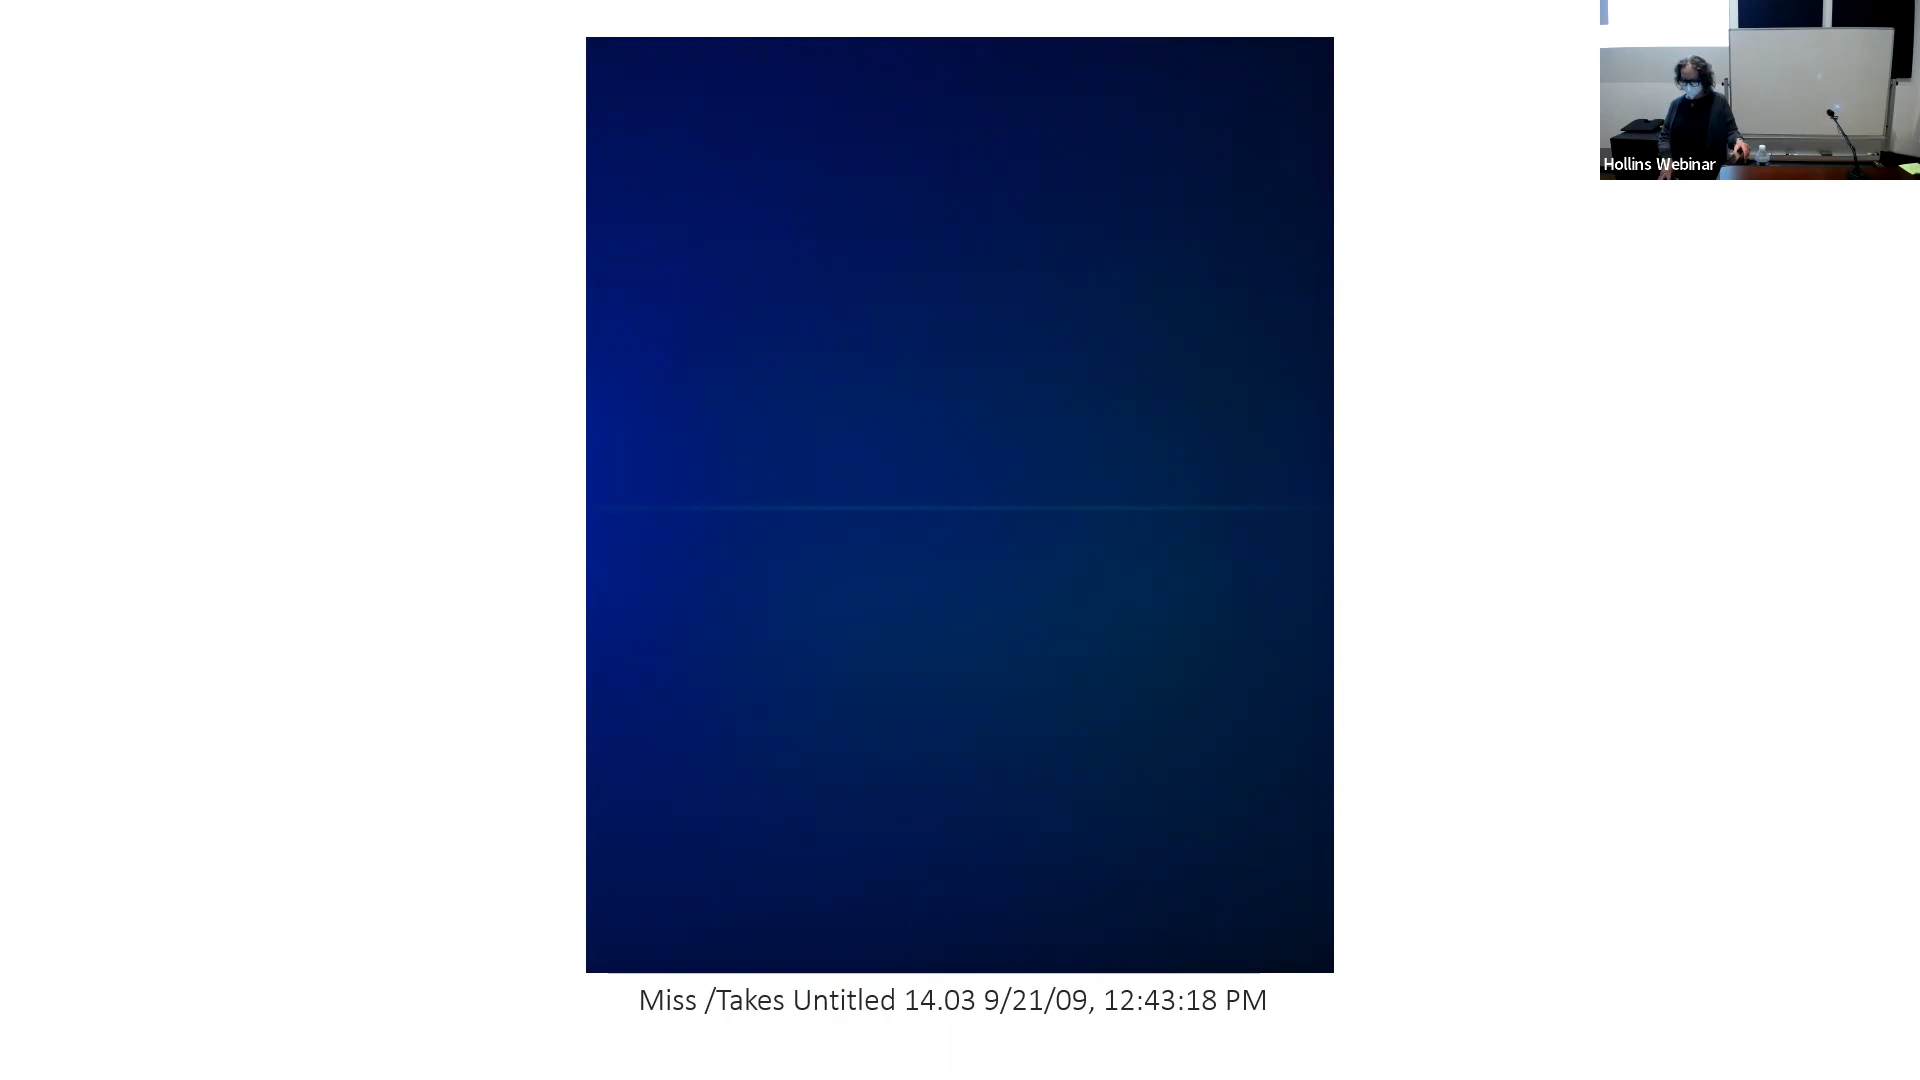 Hollins Webinar
Miss /Takes Untitled 14.03 9/21/09, 12:43:18 PM